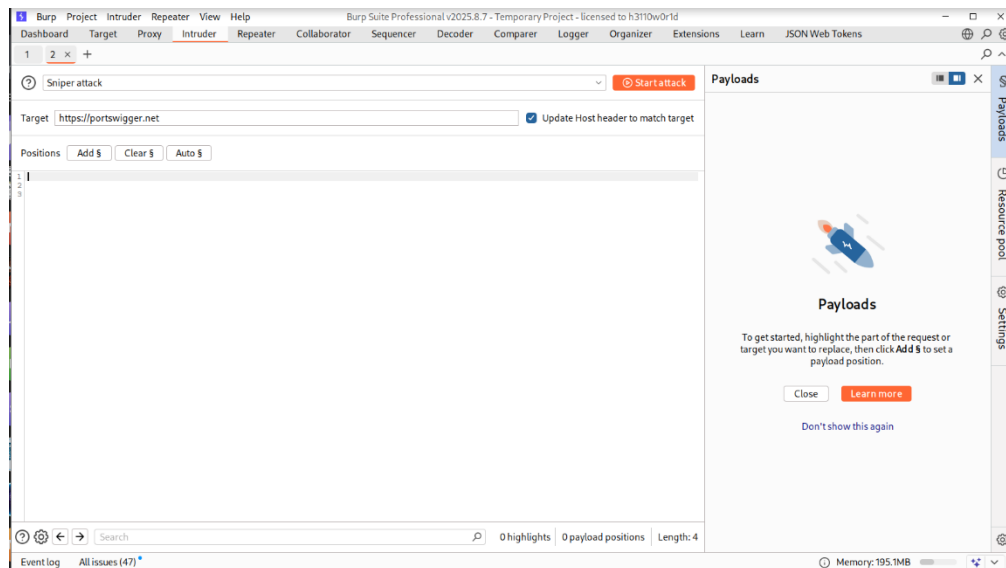 Burp Project Intruder Repeater View Help Burp Suite Professional v2025.8.7 - Temporary Project - licensed to h3110w0r1d
Dashboard Target Proxy Intruder Repeater Collaborator Sequencer Decoder Comparer Logger Organizer Extensions Learn JSON Web Tokens
1 2 × +
Sniper attack Start attack
Target https://portswigger.net Update Host header to match target
Positions Add § Clear § Auto §
1
2
3
Search 0 highlights 0 payload positions Length: 4
Payloads
Payloads
To get started, highlight the part of the request or
target you want to replace, then click Add § to set a
payload position.
Close Learn more
Don't show this again
Payloads
Resource pool
Settings
Event log All issues (47) Memory: 195.1MB